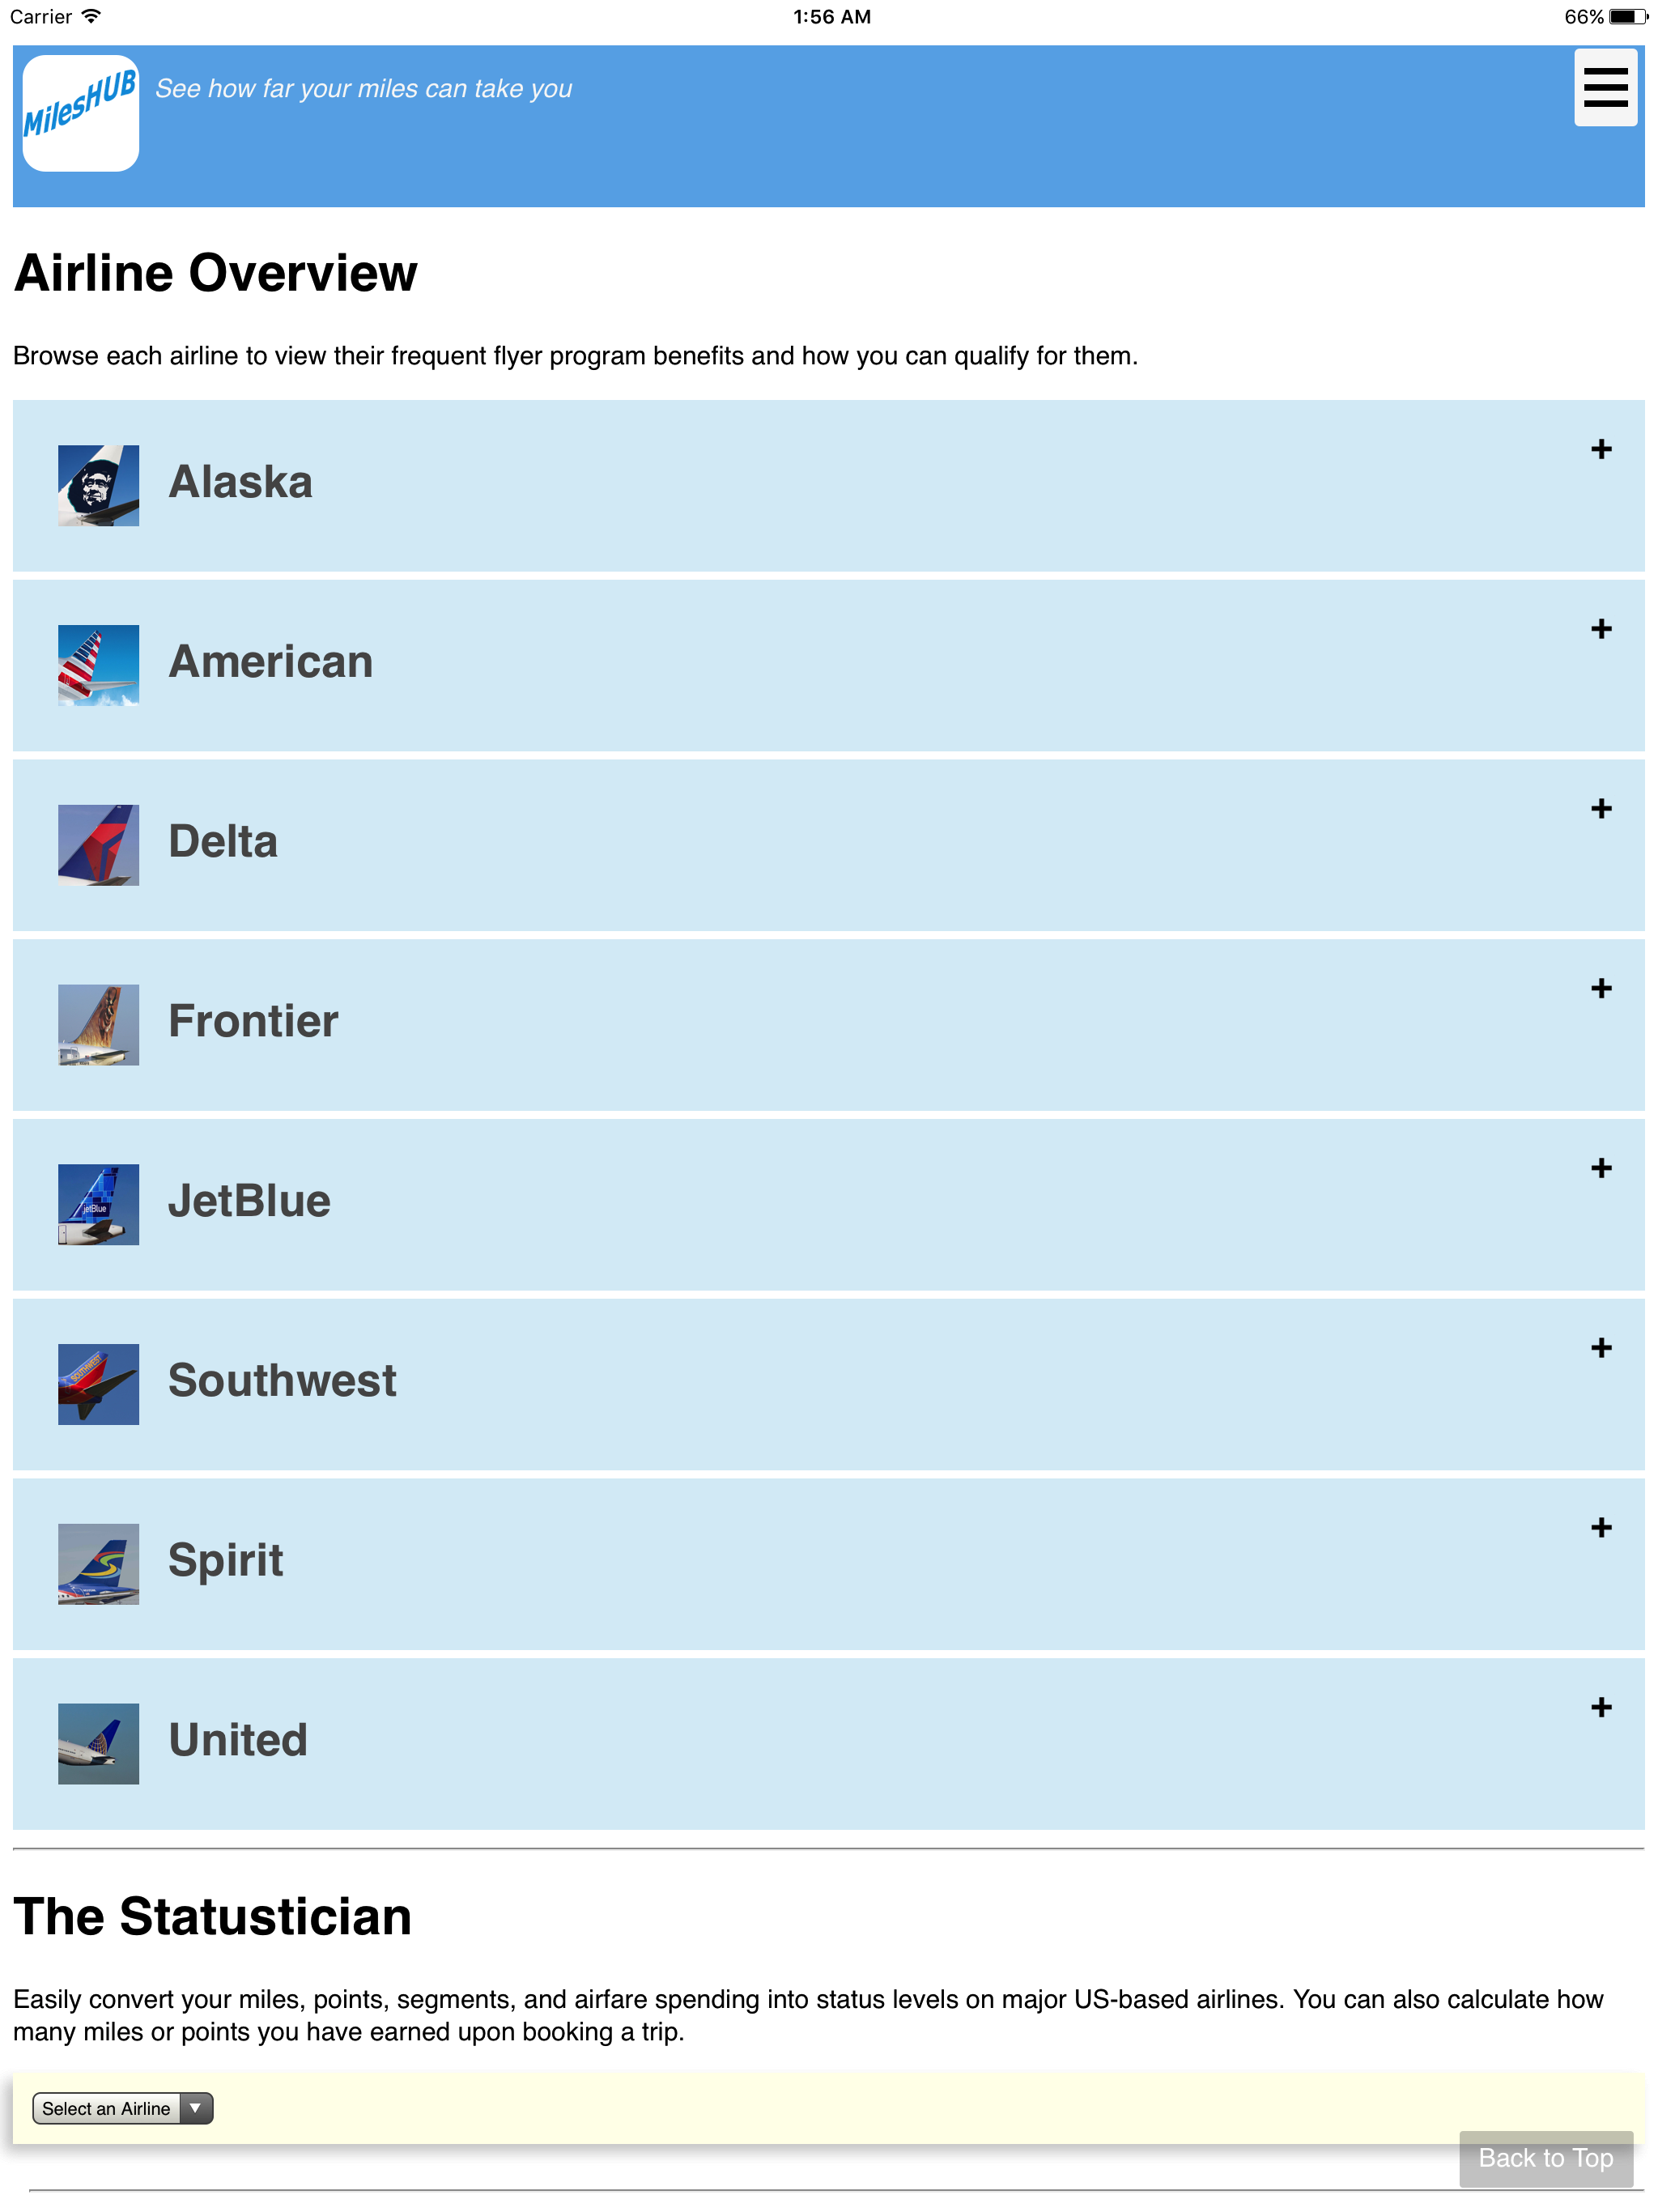 Carrier
1:56 AM
66%
MilesHUB
See how far your miles can take you
Airline Overview
Browse each airline to view their frequent flyer program benefits and how you can qualify for them.
Alaska
+
American
+
Delta
+
Frontier
+
jetBlue
JetBlue
+
SOUTHWEST
Southwest
+
Spirit
+
United
+
The Statustician
Easily convert your miles, points, segments, and airfare spending into status levels on major US-based airlines. You can also calculate how
many miles or points you have earned upon booking a trip.
Select an Airline
Back to Top